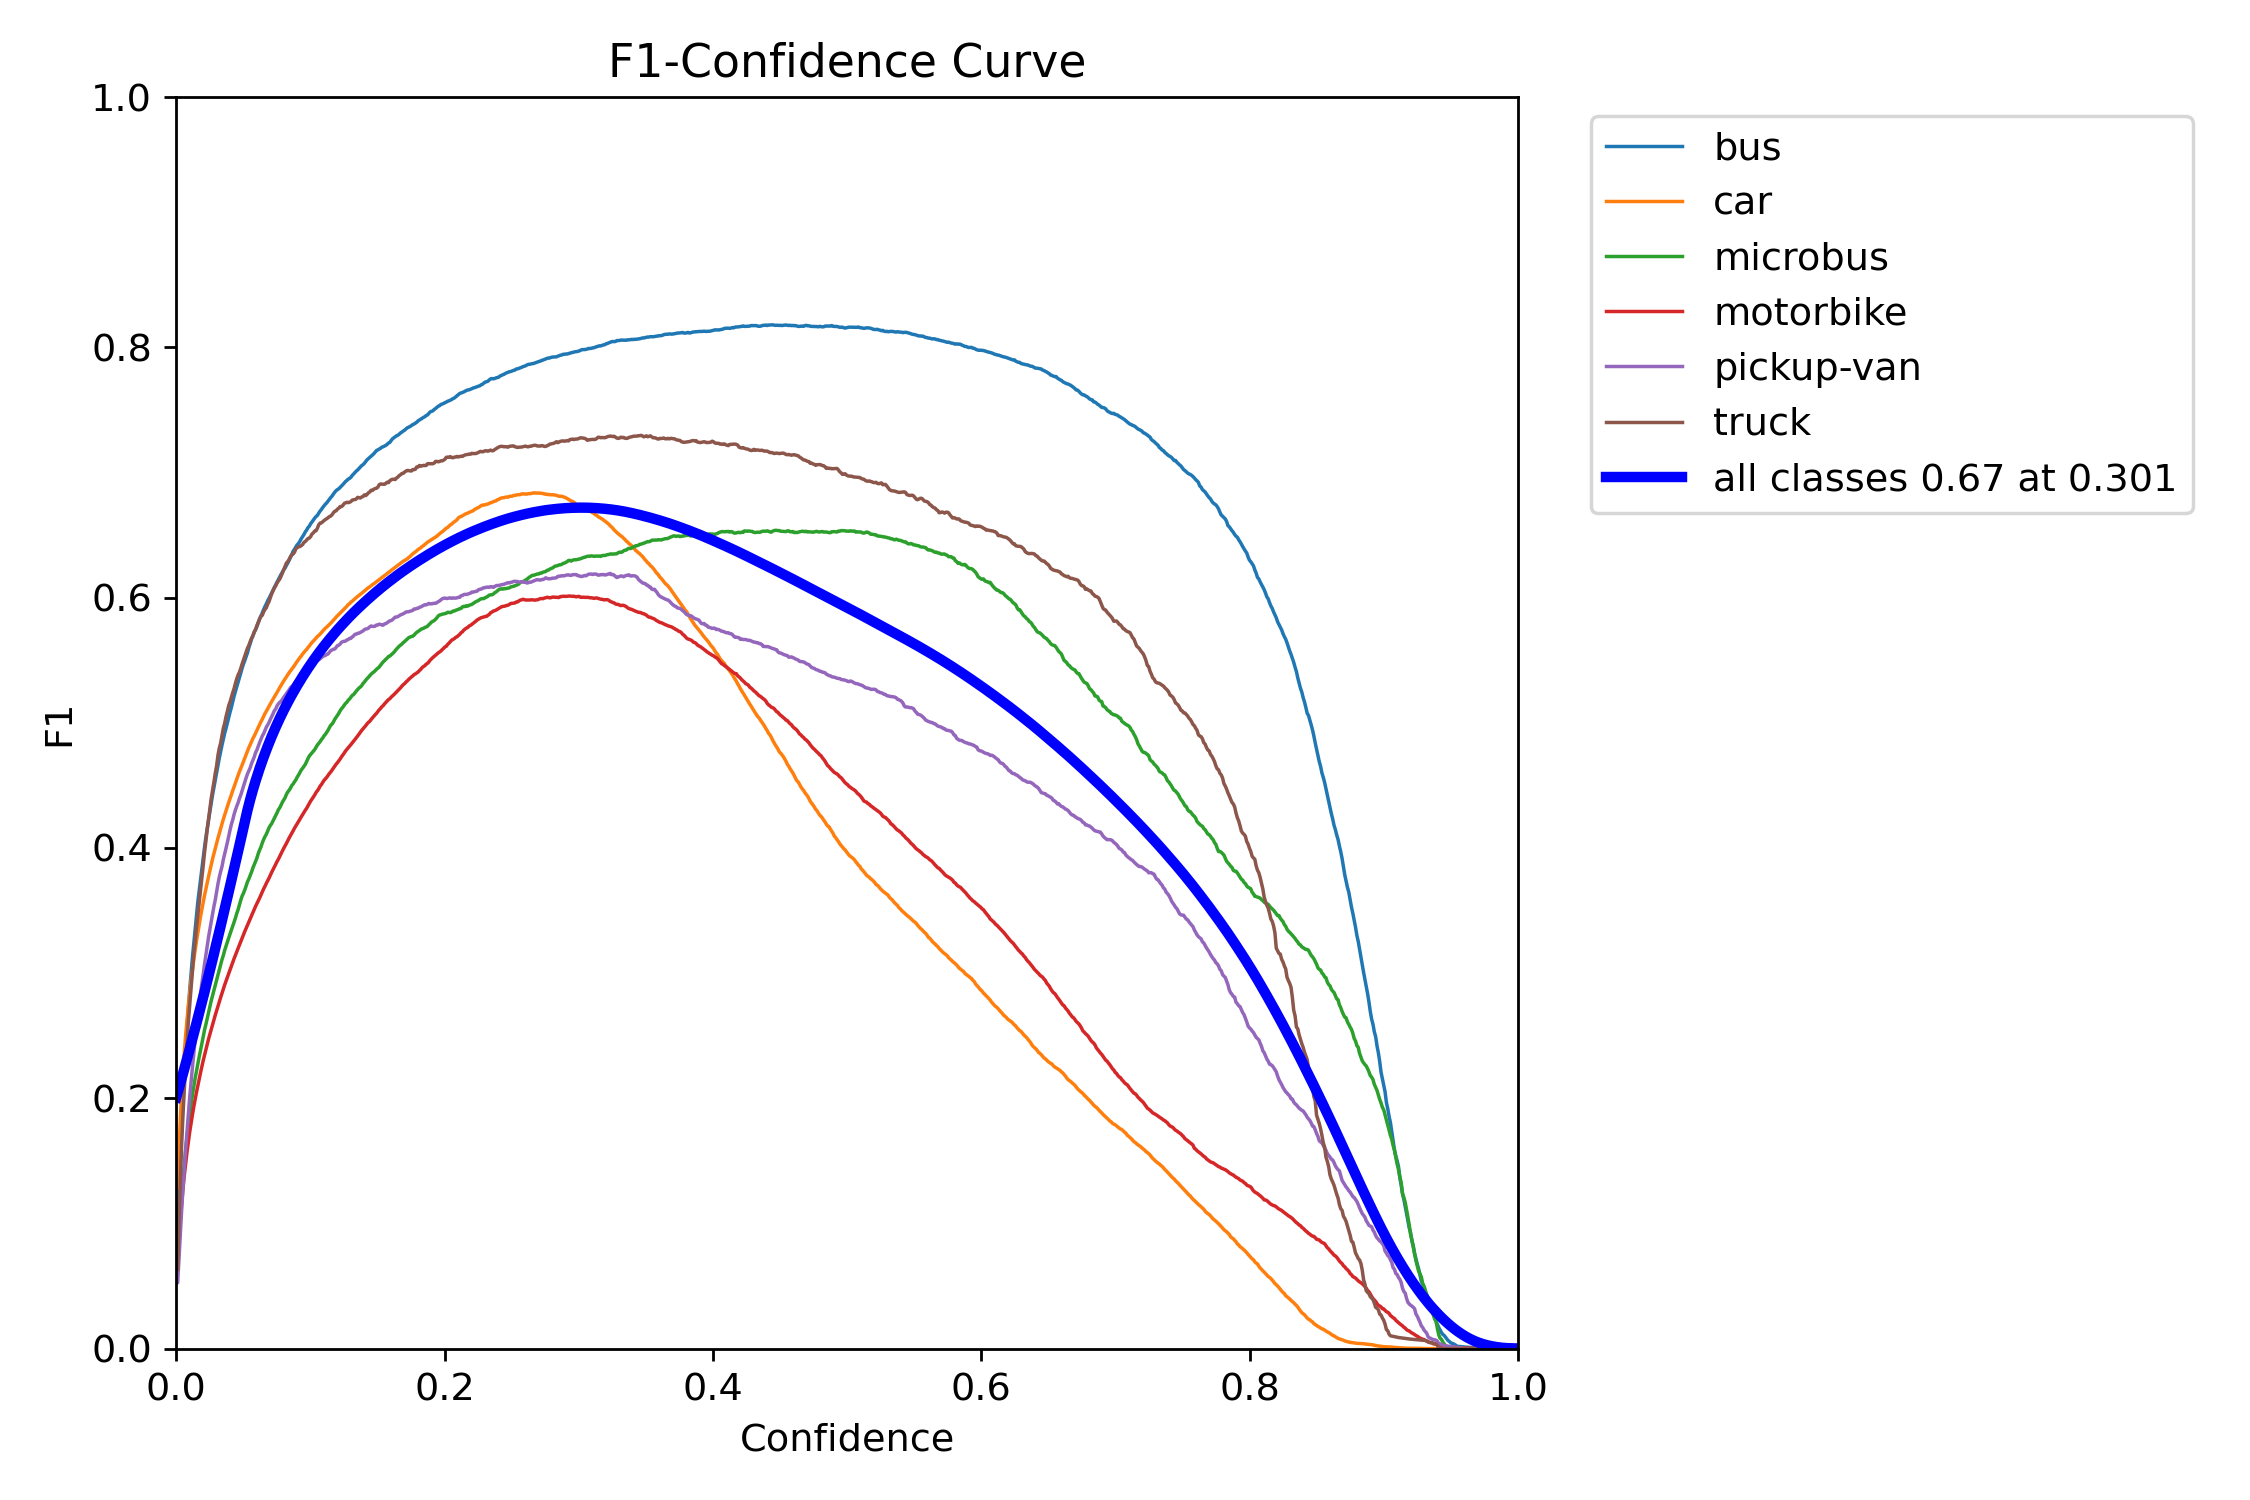 F1-Confidence Curve
1.0
0.8
0.6
0.4
0.2
0.0
F1
0.0 0.2 0.4 0.6 0.8 1.0
Confidence
bus
car
microbus
motorbike
pickup-van
truck
all classes 0.67 at 0.301